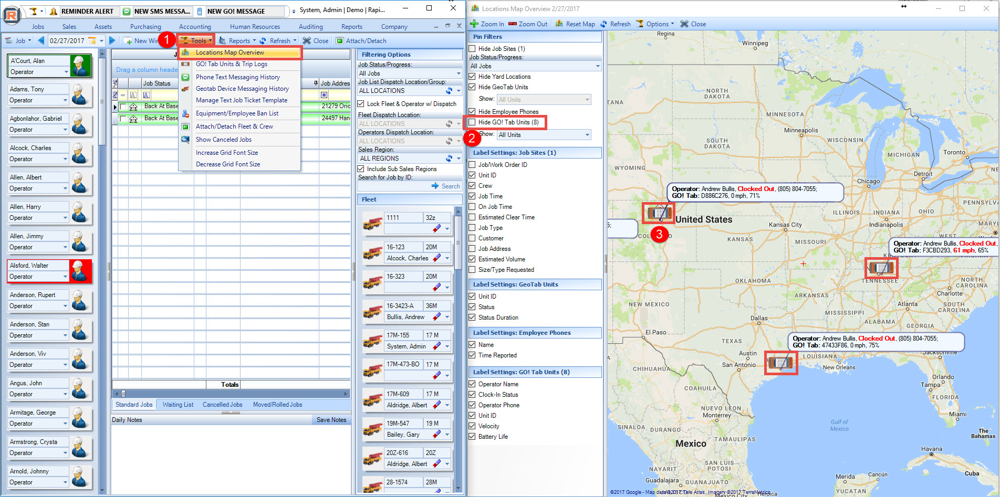 REMINDER ALERT
NEW SMS MESSA...
NEW GO! MESSAGE
System, Admin | Demo | Rapi...
Jobs
Sales
Assets
Purchasing
Accounting
Human Resources
Auditing
Reports
Company
Job
02/27/2017
New Win
1
Tools
Reports
Refresh
Close
Attach/Detach
Locations Map Overview
GO! Tab Units & Trip Logs
Phone Text Messaging History
Geotab Device Messaging History
Manage Text Job Ticket Template
Equipment/Employee Ban List
Attach/Detach Fleet & Crew
Show Canceled Jobs
Increase Grid Font Size
Decrease Grid Font Size
A'Court, Alan
Operator
Adams, Tony
Operator
Agbonlahor, Gabriel
Operator
Alcock, Charles
Operator
Allen, Albert
Operator
Allen, Harry
Operator
Allen, Jimmy
Operator
Alsford, Walter
Operator
Anderson, Rupert
Operator
Anderson, Stan
Operator
Anderson, Viv
Operator
Angus, John
Operator
Armitage, George
Operator
Armstrong, Crysta
Operator
Arnold, Johnny
Operator
J
Drag a column heade
Job Status
Job Address
Back At Base
21279 Orio
Back At Base
24497 Hand
Totals
Standard Jobs
Waiting List
Cancelled Jobs
Moved/Rolled Jobs
Daily Notes
Save Notes
Filtering Options
Job Status/Progress:
All Jobs
Job List Dispatch Location/Group:
ALL LOCATIONS
Lock Fleet & Operator w/ Dispatch
Fleet Dispatch Location:
ALL LOCATIONS
Operators Dispatch Location:
ALL LOCATIONS
Sales Region:
ALL REGIONS
Include Sub Sales Regions
Search for Job by ID:
Search
Fleet
1111 32z
16-123 20M
Alcock, Charles
16-323 20M
16-3423-A 36M
Bullis, Andrew
17M-155 17 M
System, Admin
17M-473-BO 17 M
17M-609 17 M
Aldridge, Albert
19M-547 19 M
Bailey, Gary
20Z-616 20Z
Aldridge, Albert
28-1574 28M
Locations Map Overview 2/27/2017
Zoom In
Zoom Out
Reset Map
Refresh
Options
Close
Pin Filters
Hide Job Sites (1)
Job Status/Progress:
All Jobs
Hide Yard Locations
Hide GeoTab Units
Show: All Units
Hide Employee Phones
Hide GO! Tab Units (8)
2
Show: All Units
Label Settings: Job Sites (1)
Job/Work Order ID
Unit ID
Crew
Job Time
On Job Time
Estimated Clear Time
Job Type
Customer
Job Address
Estimated Volume
Size/Type Requested
Label Settings: GeoTab Units
Unit ID
Status
Status Duration
Label Settings: Employee Phones
Name
Time Reported
Label Settings: GO! Tab Units (8)
Operator Name
Clock-In Status
Operator Phone
Unit ID
Velocity
Battery Life
Regina
Winnipeg
NORTH
DAKOTA
MINNESOTA
Minneapolis
SOUTH
DAKOTA
WISCONSIN
MICHIGAN
Toronto
WYOMING
Detroit
Chicago
Operator: Andrew Bullis, Clocked Out, (805) 804-7055;
GO! Tab: D886C276, 0 mph, 71%
PENNSYLV
United States
ILLINOIS
INDIANA
OHIO
Indianapolis
Kansas City
MARYL
3
KANSAS
MISSOURI
WEST
Operator: Andrew Bullis, Clocked Out,
GO! Tab: F3CBD293, 61 mph, 65%
TENNESSEE
NORTH
CAROLINA
OKLAHOMA
Charlotte
ARKANSAS
NEW MEXICO
Atlanta
SOUTH
CAROLINA
MISSISSIPPI
Dallas
ALABAMA
GEORGIA
El Paso
TEXAS
Operator: Andrew Bullis, Clocked Out, (805) 804-7055;
GO! Tab: 47433F86, 0 mph, 75%
Austin
LOUISIANA
Jacksonville
San Antonio
New Orleans
CHIHUAHUA
Orlando
Tampa
COAHUILA
FLORIDA
NUEVO LEON
Monterrey
Miami
Gulf of
Mexico
SINALOA
DURANGO
The
Bahamas
TAMAULIPAS
Mexico
Havana
SAN LUIS
POTOSI
NAYARIT
Cancún
Cuba
Merida
Guadalajara
GUANAJUATO
YUCATAN
Mexico City
©2017 Google - Map data ©2017 Tele Atlas, Imagery ©2017 TerraMetrics